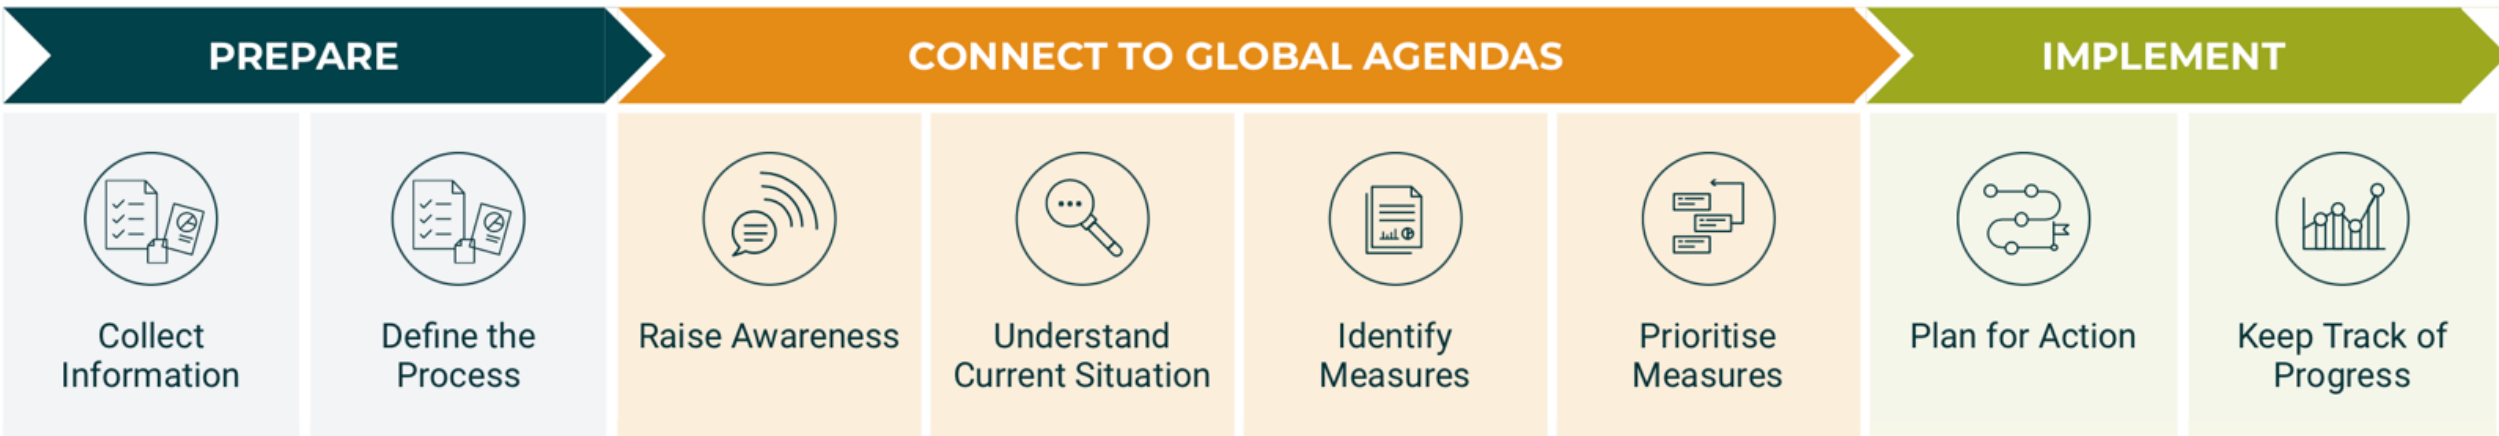 PREPARE
CONNECT TO GLOBAL AGENDAS
IMPLEMENT
Collect
Information
Define the
Process
Raise Awareness
Understand
Current Situation
Identify
Measures
Prioritise
Measures
Plan for Action
Keep Track of
Progress